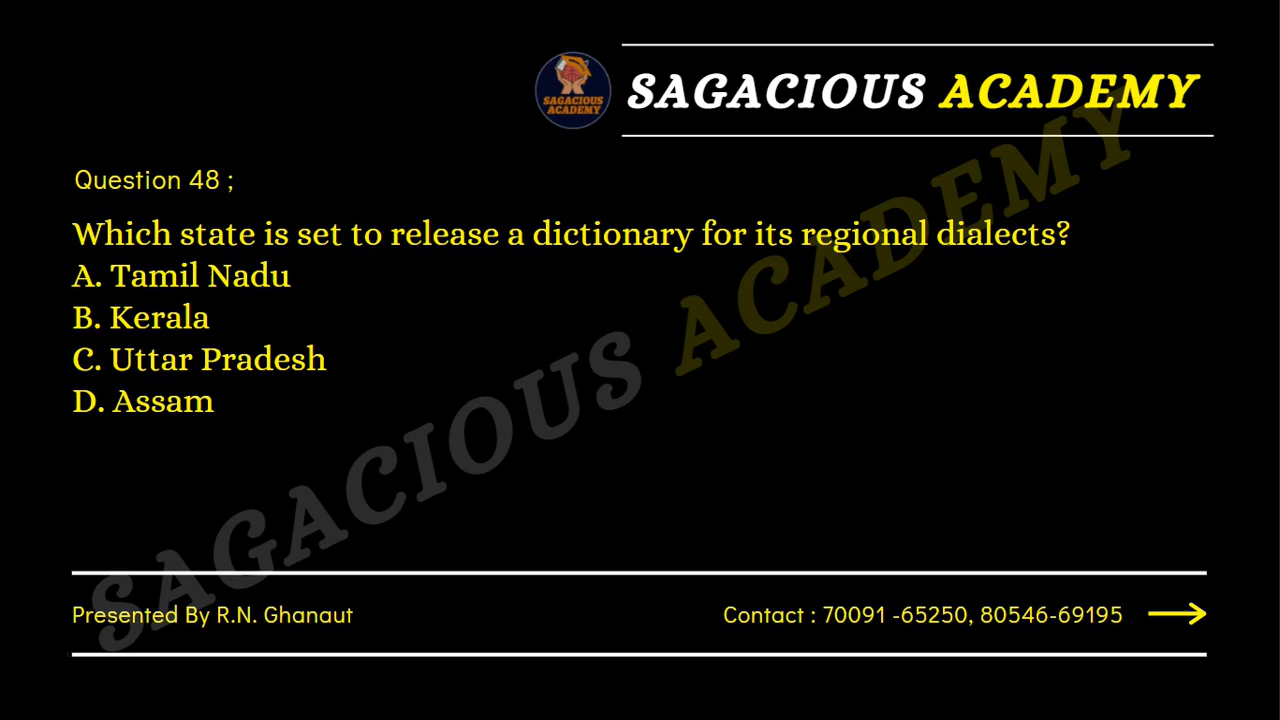 SAGACIOUS ACADEMY
SAGACIOUS
ACADEMY
Question 48 ;
Which state is set to release a dictionary for its regional dialects?
A. Tamil Nadu
B. Kerala
C. Uttar Pradesh
D. Assam
SAGACIOUS ACADEMY
Presented By R.N. Ghanaut
Contact : 70091 -65250, 80546-69195